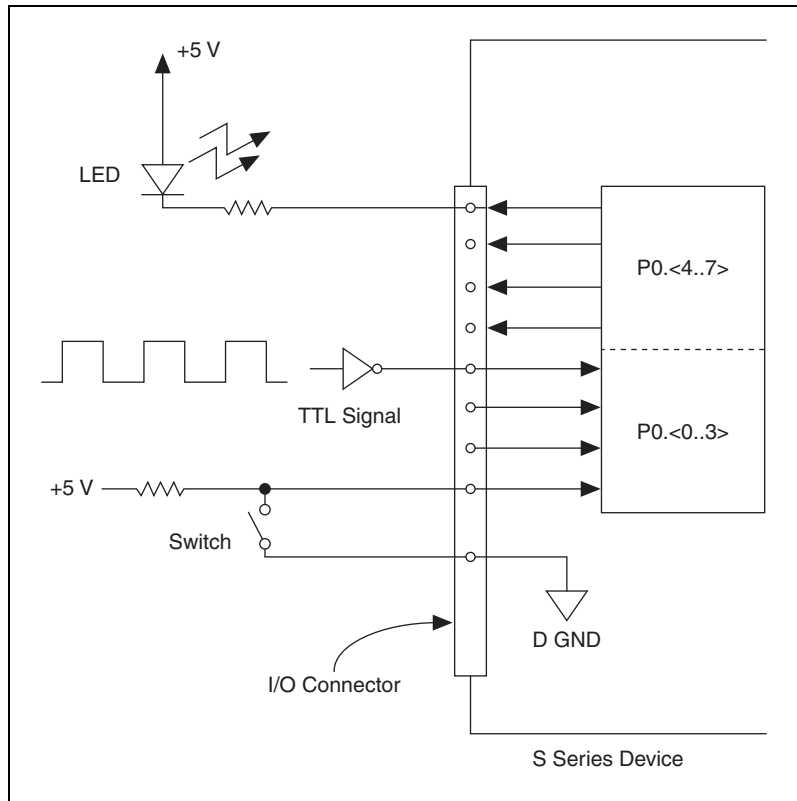 +5 V
LED
P0.<4..7>
TTL Signal
P0.<0..3>
+5 V
Switch
D GND
I/O Connector
S Series Device